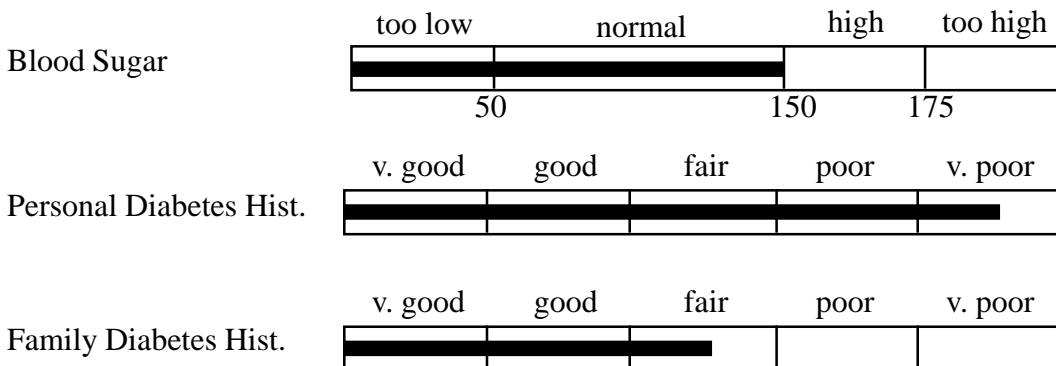 too low normal high too high
Blood Sugar
50 150 175
v. good good fair poor v. poor
Personal Diabetes Hist.
v. good good fair poor v. poor
Family Diabetes Hist.